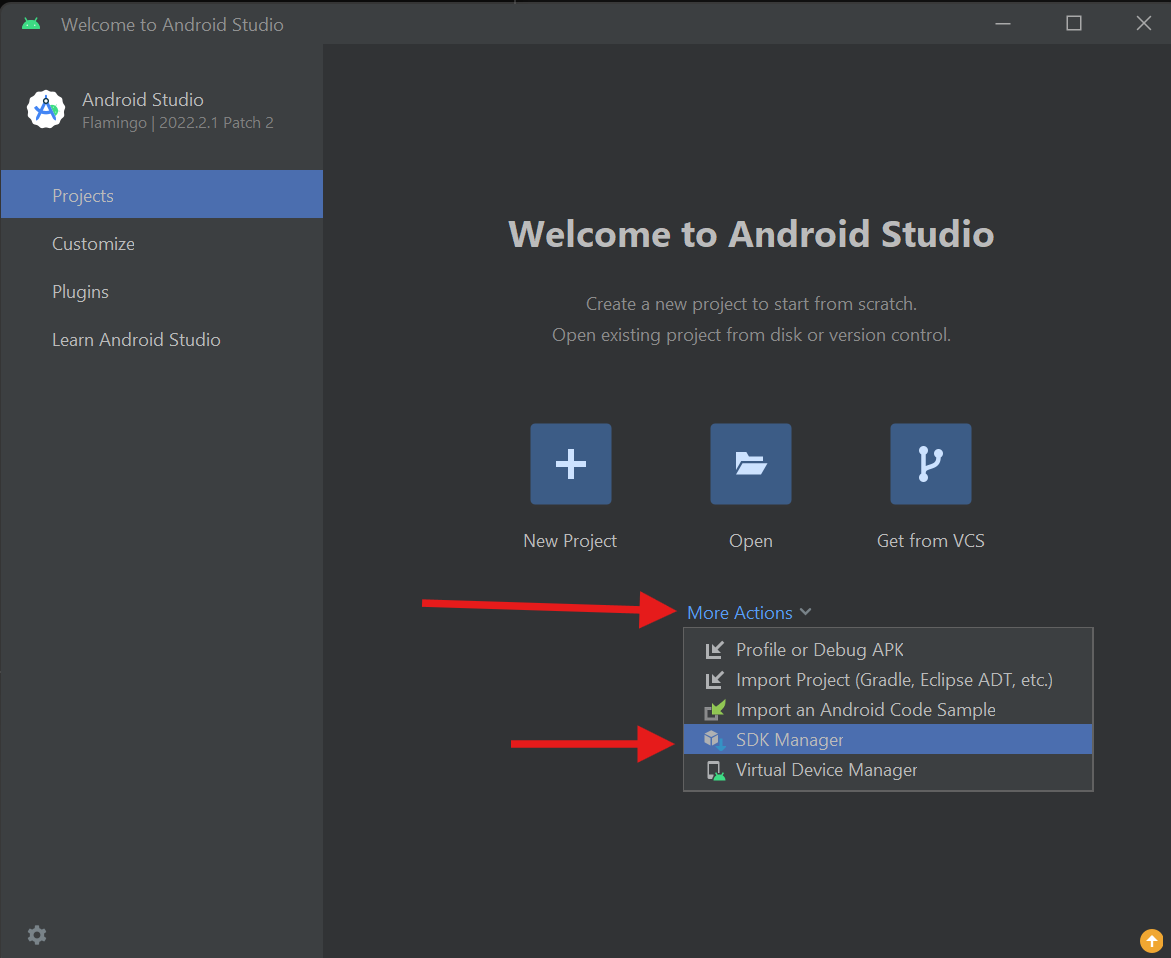 Welcome to Android Studio
Android Studio
Flamingo | 2022.2.1 Patch 2
Projects
Customize
Plugins
Learn Android Studio
Welcome to Android Studio
Create a new project to start from scratch.
Open existing project from disk or version control.
New Project
Open
Get from VCS
More Actions
Profile or Debug APK
Import Project (Gradle, Eclipse ADT, etc.)
Import an Android Code Sample
SDK Manager
Virtual Device Manager